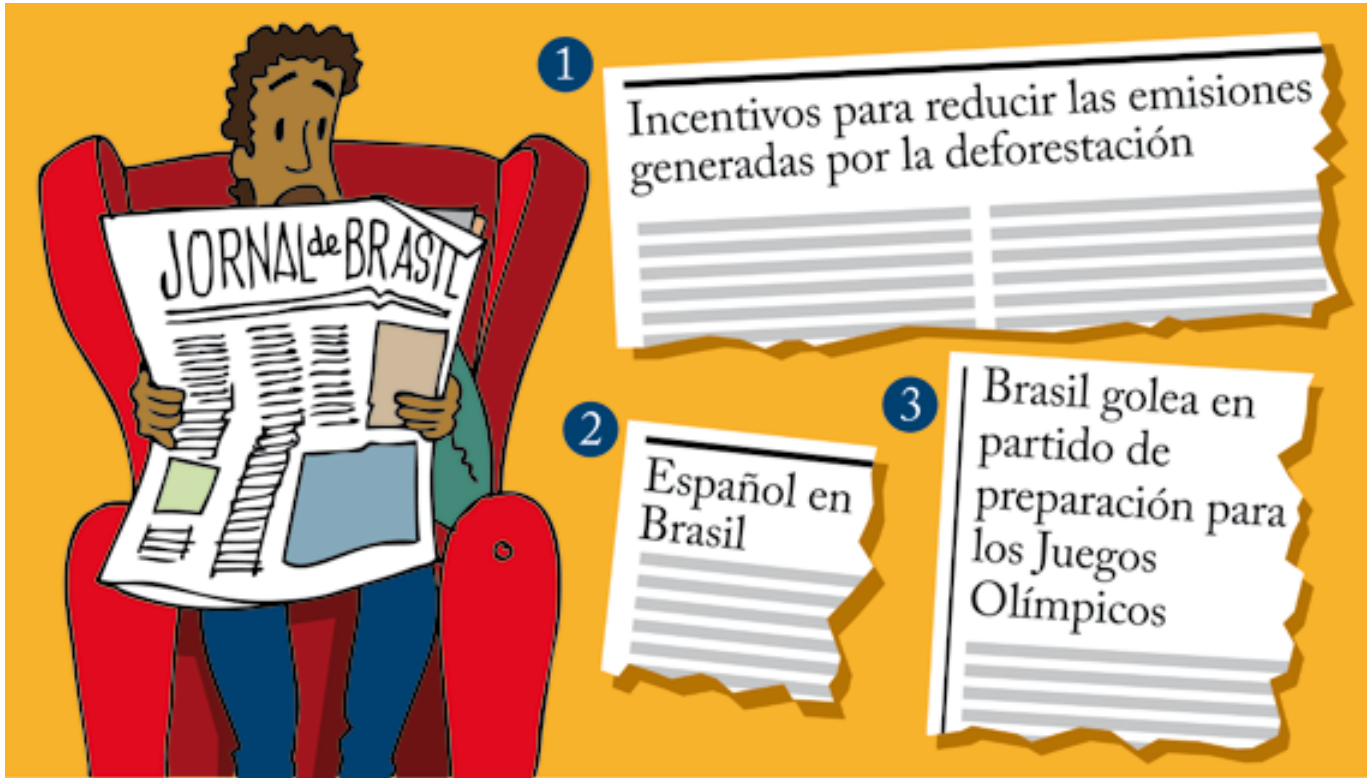 JORNAL de BRASIL
1
Incentivos para reducir las emisiones
generadas por la deforestación
2
Español en
Brasil
3
Brasil golea en
partido de
preparación para
los Juegos
Olímpicos